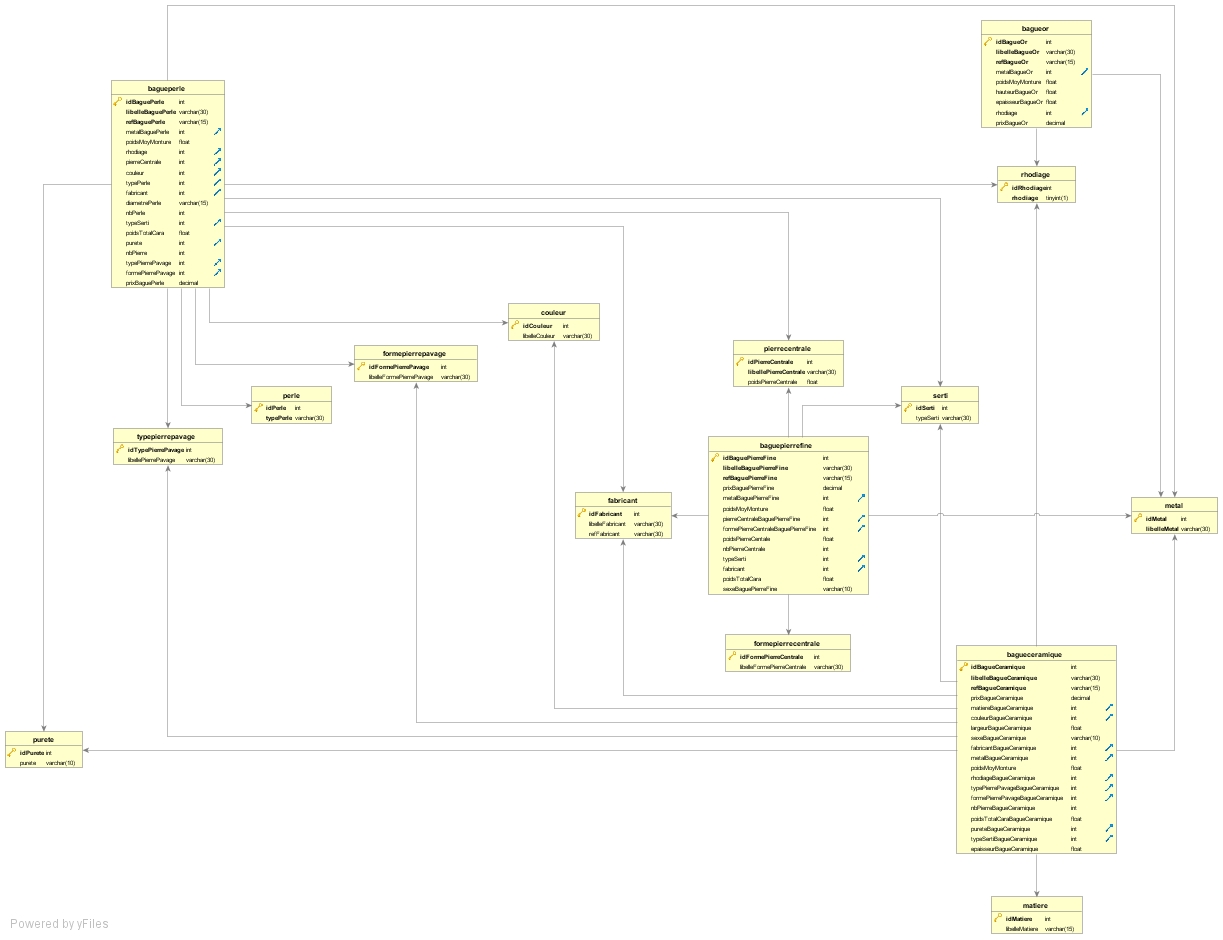 bagueor
idBagueOr int
libelleBagueOr varchar(30)
refBagueOr varchar(15)
metalBagueOr int
poidsMoyMonture float
hauteurBagueOr float
epaisseurBagueOr float
rhodiage int
prixBagueOr decimal
bagueperle
idBaguePerle int
libelleBaguePerle varchar(30)
refBaguePerle varchar(15)
metalBaguePerle int
poidsMoyMonture float
rhodiage int
pierreCentrale int
couleur int
typePerle int
fabricant int
diametrePerle varchar(15)
nbPerle int
typeSerti int
poidsTotalCara float
purete int
nbPierre int
typePierrePavage int
formePierrePavage int
prixBaguePerle decimal
rhodiage
idRhodiage int
rhodiage tinyint(1)
couleur
idCouleur int
libelleCouleur varchar(30)
formepierrepavage
idFormePierrePavage int
libelleFormePierrePavage varchar(30)
pierrecentrale
idPierreCentrale int
libellePierreCentrale varchar(30)
poidsPierreCentrale float
perle
idPerle int
typePerle varchar(30)
serti
idSerti int
typeSerti varchar(30)
typepierrepavage
idTypePierrePavage int
libellePierrePavage varchar(30)
baguepierrefine
idBaguePierreFine int
libelleBaguePierreFine varchar(30)
refBaguePierreFine varchar(15)
prixBaguePierreFine decimal
metalBaguePierreFine int
poidsMoyMonture float
pierreCentraleBaguePierreFine int
formePierreCentraleBaguePierreFine int
poidsPierreCentale float
nbPierreCentrale int
typeSerti int
fabricant int
poidsTotalCara float
sexeBaguePierreFine varchar(10)
fabricant
idFabricant int
libelleFabricant varchar(30)
refFabricant varchar(30)
metal
idMetal int
libelleMetal varchar(30)
formepierrecentrale
idFormePierreCentrale int
libelleFormePierreCentrale varchar(30)
bagueceramique
idBagueCeramique int
libelleBagueCeramique varchar(30)
refBagueCeramique varchar(15)
prixBagueCeramique decimal
matiereBagueCeramique int
couleurBagueCeramique int
largeurBagueCeramique float
sexeBagueCeramique varchar(10)
fabricantBagueCeramique int
metalBagueCeramique int
poidsMoyMonture float
rhodiageBagueCeramique int
typePierrePavageBagueCeramique int
formePierrePavageBagueCeramique int
nbPierreBagueCeramique int
poidsTotalCaraBagueCeramique float
pureteBagueCeramique int
typeSertiBagueCeramique int
epaisseurBagueCeramique float
purete
idPurete int
purete varchar(10)
matiere
idMatiere int
libelleMatiere varchar(15)
Powered by yFiles